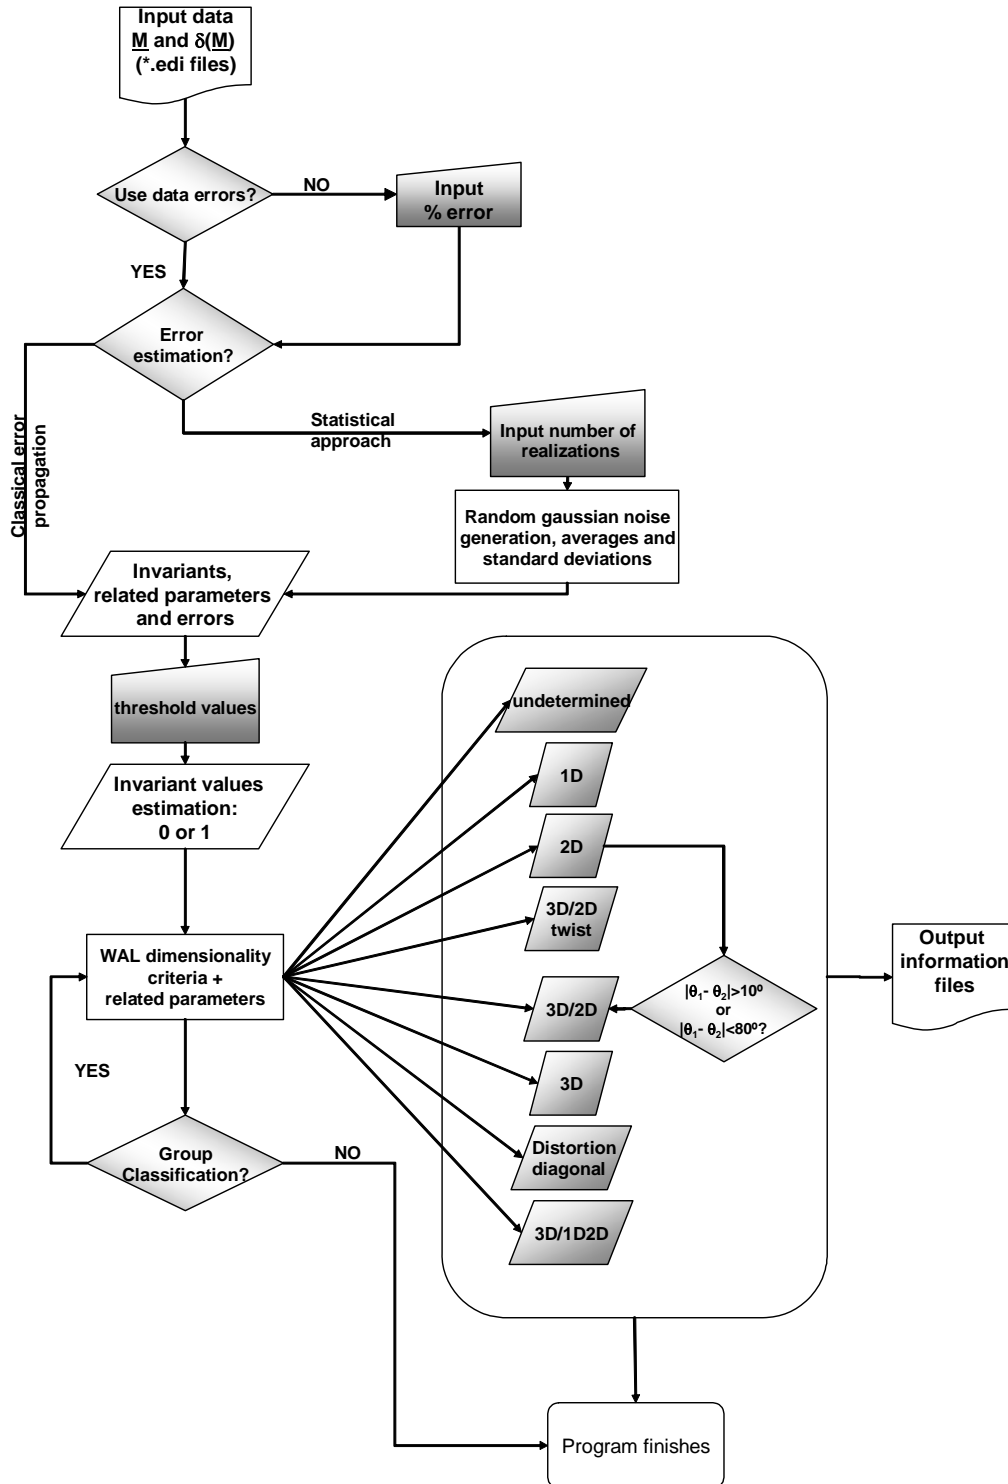 Input data
M and δ(M)
(*.edi files)
Use data errors?
NO
Input
% error
YES
Error
estimation?
Classical error
propagation
Statistical
approach
Input number of
realizations
Random gaussian noise
generation, averages and
standard deviations
Invariants,
related parameters
and errors
threshold values
Invariant values
estimation:
0 or 1
WAL dimensionality
criteria +
related parameters
YES
Group
Classification?
NO
undetermined
1D
2D
3D/2D
twist
3D/2D
|θ1- θ2|>10º
or
|θ1- θ2|<80º?
3D
Distortion
diagonal
3D/1D2D
Output
information
files
Program finishes